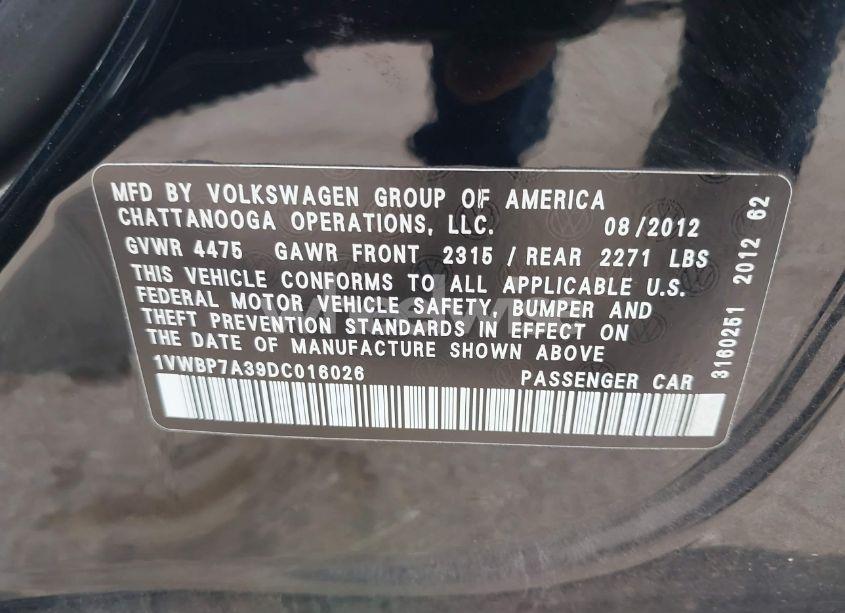 MFD BY VOLKSWAGEN GROUP OF AMERICA
CHATTANOOGA OPERATIONS, LLC. 08/2012
GVWR 4475 GAWR FRONT 2315 / REAR 2271 LBS
THIS VEHICLE CONFORMS TO ALL APPLICABLE U.S.
FEDERAL MOTOR VEHICLE SAFETY, BUMPER AND
THEFT PREVENTION STANDARDS IN EFFECT ON
THE DATE OF MANUFACTURE SHOWN ABOVE
1VWBP7A39DC016026 PASSENGER CAR
3160251 2012 62